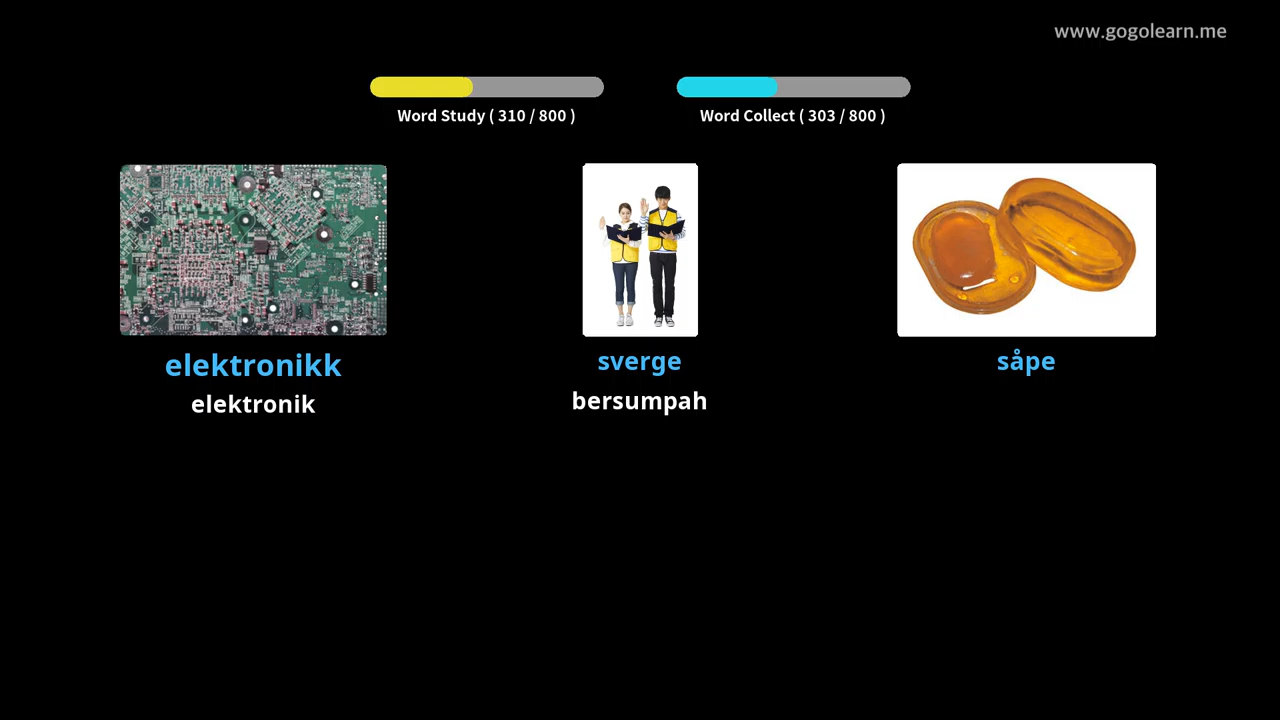 www.gogolearn.me
Word Study ( 310 / 800 )
Word Collect ( 303 / 800 )
elektronikk
sverge
såpe
elektronik
bersumpah